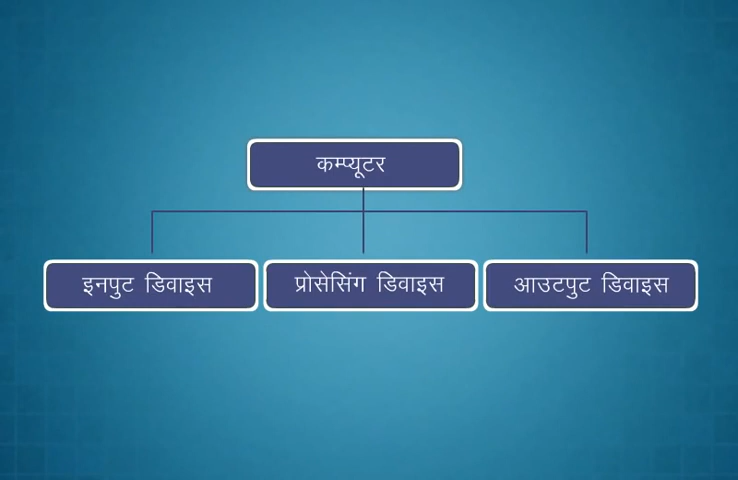 कम्प्यूटर
इनपुट डिवाइस
प्रोसेसिंग डिवाइस
आउटपुट डिवाइस